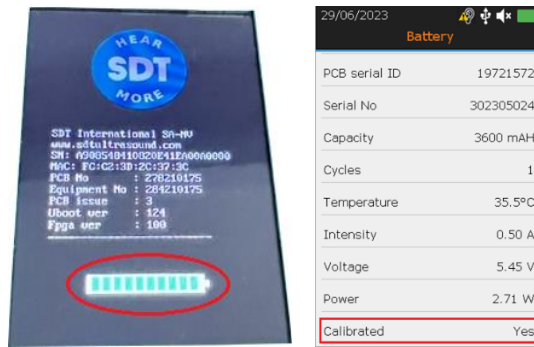 HEAR
SDT
MORE
SDT International SA-NV
www.sdtultrasound.com
MAC: FC:C2:3D:2C:37:3C
PCB No : 278210175
Equipment No : 284210175
PCB issue : 3
Uboot ver : 124
Fpga ver : 100
29/06/2023
Battery
PCB serial ID 19721572
Serial No 302305024
Capacity 3600 mAH
Cycles 1
Temperature 35.5°C
Intensity 0.50 A
Voltage 5.45 V
Power 2.71 W
Calibrated Yes